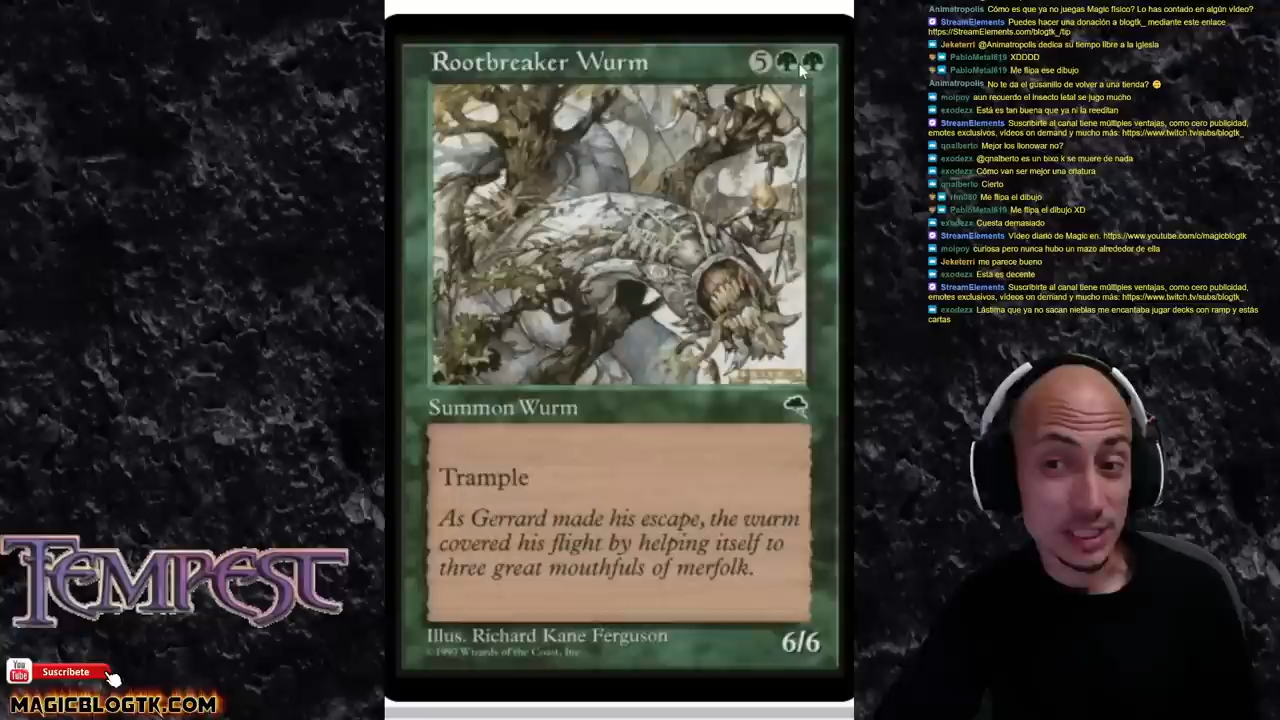 Rootbreaker Wurm
5
Summon Wurm
Trample
As Gerrard made his escape, the wurm
covered his flight by helping itself to
three great mouthfuls of merfolk.
Illus. Richard Kane Ferguson
©1997 Wizards of the Coast, Inc
6/6
TEMPEST
You
Tube
Suscríbete
MAGICBLOGTK.COM
Animatropolis Cómo es que ya no juegas Magic físico? Lo has contado en algún vídeo?
StreamElements Puedes hacer una donación a blogtk_ mediante este enlace
https://StreamElements.com/blogtk_/tip
Jeketerri @Animatropolis dedica su tiempo libre a la iglesia
PabloMetal619 XDDDD
PabloMetal619 Me flipa ese dibujo
Animatropolis No te da el gusanillo de volver a una tienda?
moipoy aun recuerdo el insecto letal se jugo mucho
exodezx Está es tan buena que ya ni la reeditan
StreamElements Suscribirte al canal tiene múltiples ventajas, como cero publicidad,
emotes exclusivos, vídeos on demand y mucho más: https://www.twitch.tv/subs/blogtk_
qnalberto Mejor los llonowar no?
exodezx @qnalberto es un bixo k se muere de nada
exodezx Cómo van ser mejor una criatura
qnalberto Cierto
Me flipa el dibujo
PabloMetal619 Me flipa el dibujo XD
exodezx Cuesta demasiado
StreamElements Vídeo diario de Magic en: https://www.youtube.com/c/magicblogtk
moipoy curiosa pero nunca hubo un mazo alrededor de ella
Jeketerri me parece bueno
exodezx Está es decente
StreamElements Suscribirte al canal tiene múltiples ventajas, como cero publicidad,
emotes exclusivos, vídeos on demand y mucho más: https://www.twitch.tv/subs/blogtk_
exodezx Lástima que ya no sacan nieblas me encantaba jugar decks con ramp y estás
cartas